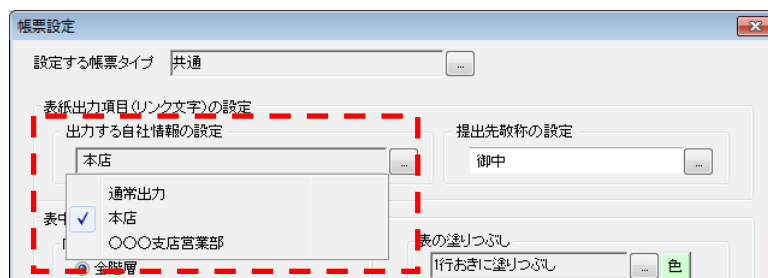 帳票設定
設定する帳票タイプ 共通 ...
表紙出力項目(リンク文字)の設定
出力する自社情報の設定
本店 ...
提出先敬称の設定
御中 ...
通常出力
本店
〇〇〇支店営業部
表中
全階層
表の塗りつぶし
1行おきに塗りつぶし ... 色